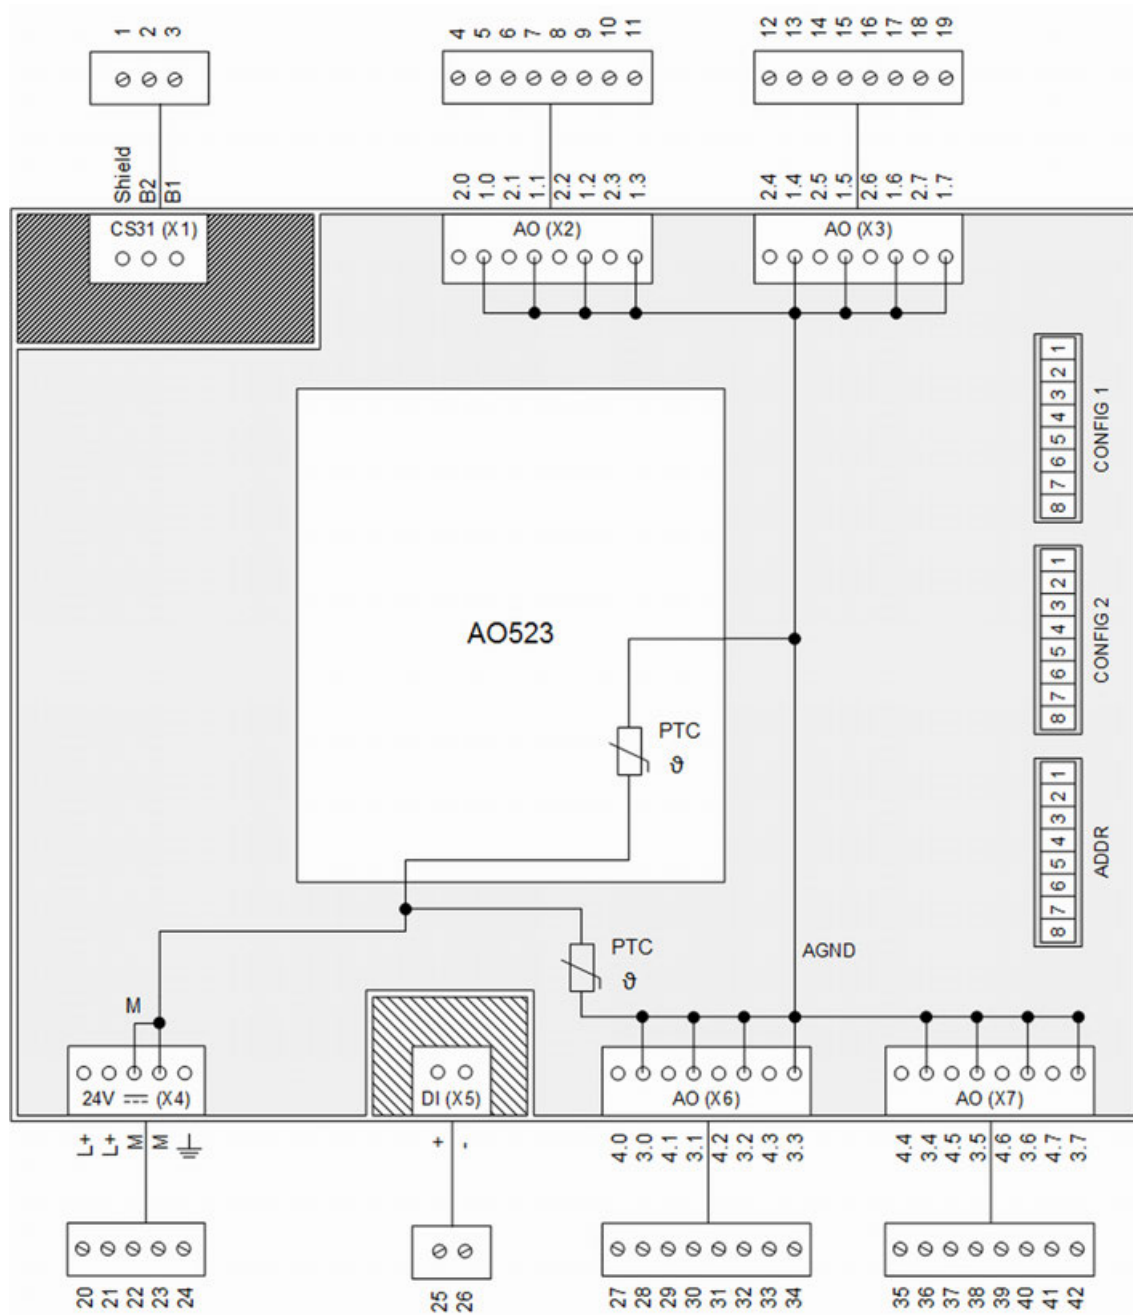 1 2 3
4 5 6 7 8 9 10 11
12 13 14 15 16 17 18 19
Shield B2 B1
2.0 1.0 2.1 1.1 2.2 1.2 2.3 1.3
2.4 1.4 2.5 1.5 2.6 1.6 2.7 1.7
CS31 (X1)
AO (X2)
AO (X3)
1 2 3 4 5 6 7 8
CONFIG 1
1 2 3 4 5 6 7 8
CONFIG 2
1 2 3 4 5 6 7 8
ADDR
AO523
PTC
ϑ
PTC
ϑ
AGND
M
24V (X4)
DI (X5)
AO (X6)
AO (X7)
L+ L+ M M
+ -
4.0 3.0 4.1 3.1 4.2 3.2 4.3 3.3
4.4 3.4 4.5 3.5 4.6 3.6 4.7 3.7
20 21 22 23 24
25 26
27 28 29 30 31 32 33 34
35 36 37 38 39 40 41 42